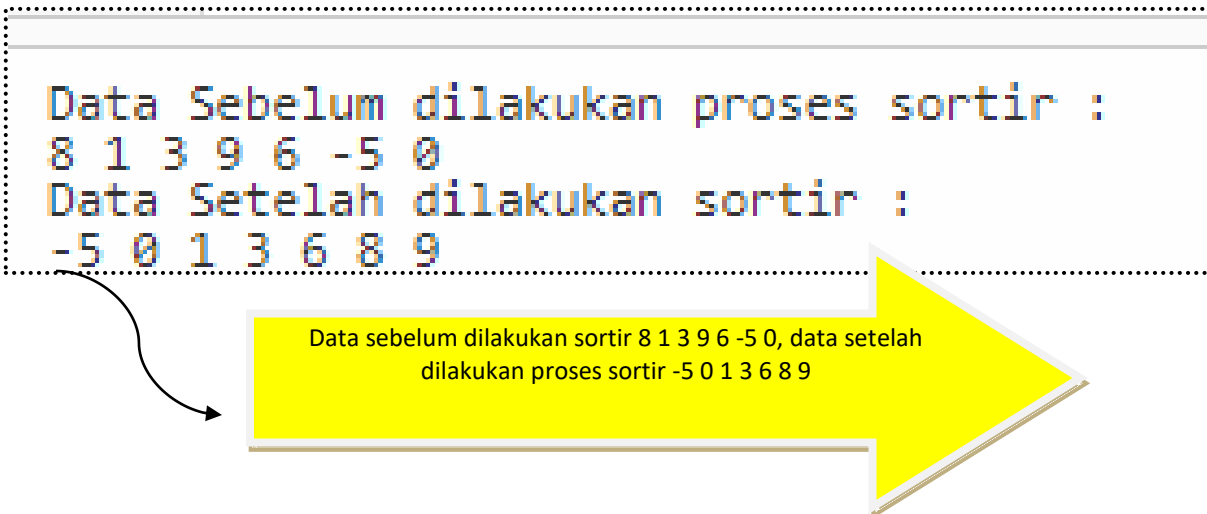 Data Sebelum dilakukan proses sortir :
8 1 3 9 6 -5 0
Data Setelah dilakukan sortir :
-5 0 1 3 6 8 9
Data sebelum dilakukan sortir 8 1 3 9 6 -5 0, data setelah
dilakukan proses sortir -5 0 1 3 6 8 9